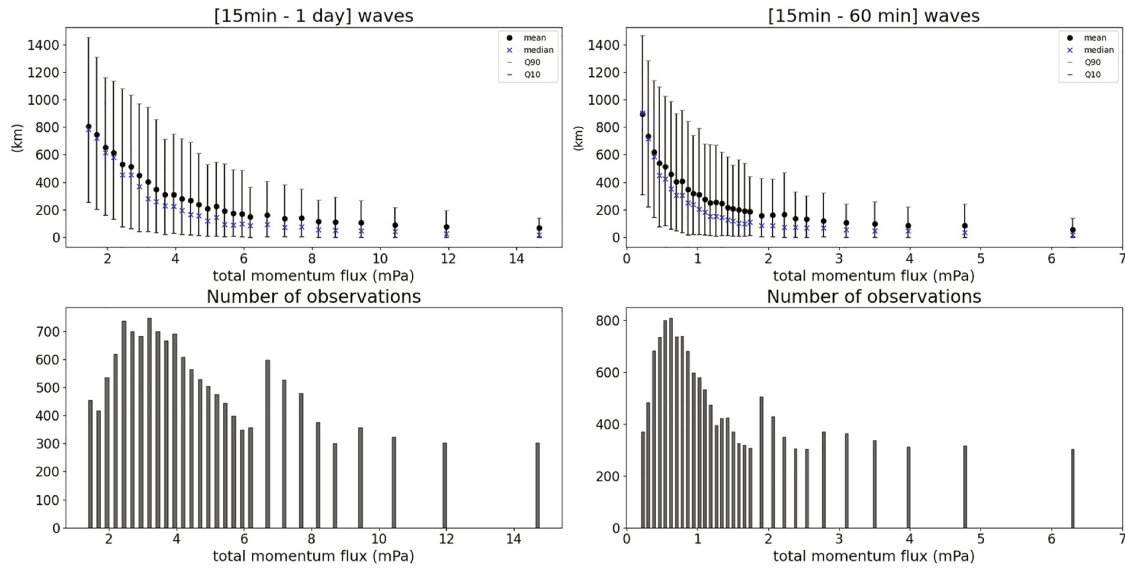 [15min - 1 day] waves
1400
1200
1000
800
600
400
200
0
(km)
mean
median
Q90
Q10
2 4 6 8 10 12 14
total momentum flux (mPa)
[15min - 60 min] waves
1400
1200
1000
800
600
400
200
0
(km)
mean
median
Q90
Q10
0 1 2 3 4 5 6 7
total momentum flux (mPa)
Number of observations
700
600
500
400
300
200
100
0
2 4 6 8 10 12 14
total momentum flux (mPa)
Number of observations
800
600
400
200
0
0 1 2 3 4 5 6 7
total momentum flux (mPa)